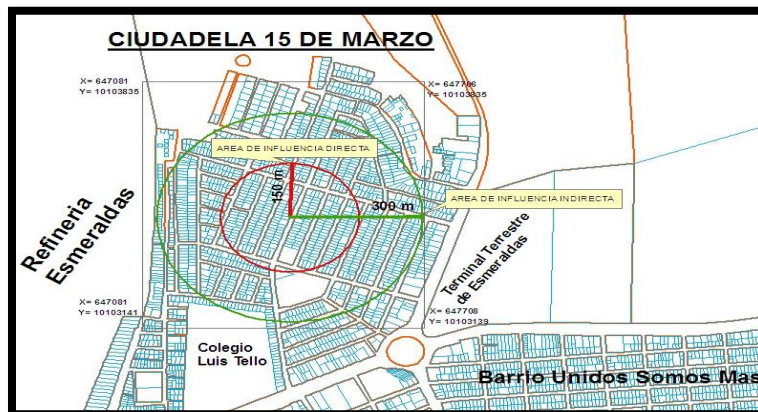 CIUDADELA 15 DE MARZO
X= 647081
Y= 10103835
X= 647706
Y= 10103835
AREA DE INFLUENCIA DIRECTA
150 m
300 m
AREA DE INFLUENCIA INDIRECTA
Refineria
Esmeraldas
Terminal Terrestre
de Esmeraldas
X= 647081
Y= 10103141
X= 647708
Y= 10103139
Colegio
Luis Tello
Barrio Unidos Somos Mas